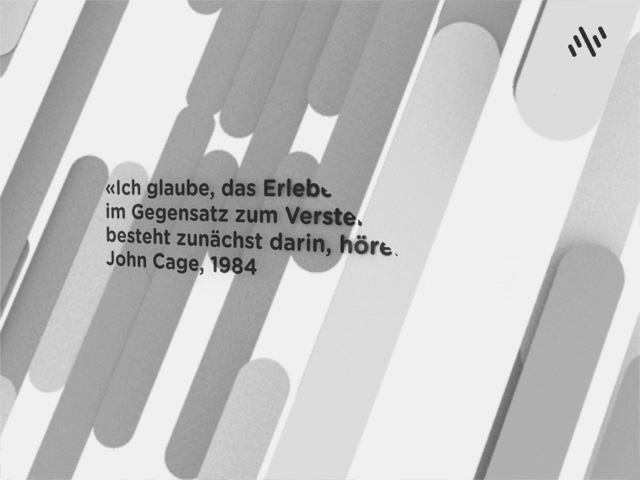 «Ich glaube, das Erlebe
im Gegensatz zum Verste
besteht zunächst darin, höre
John Cage, 1984